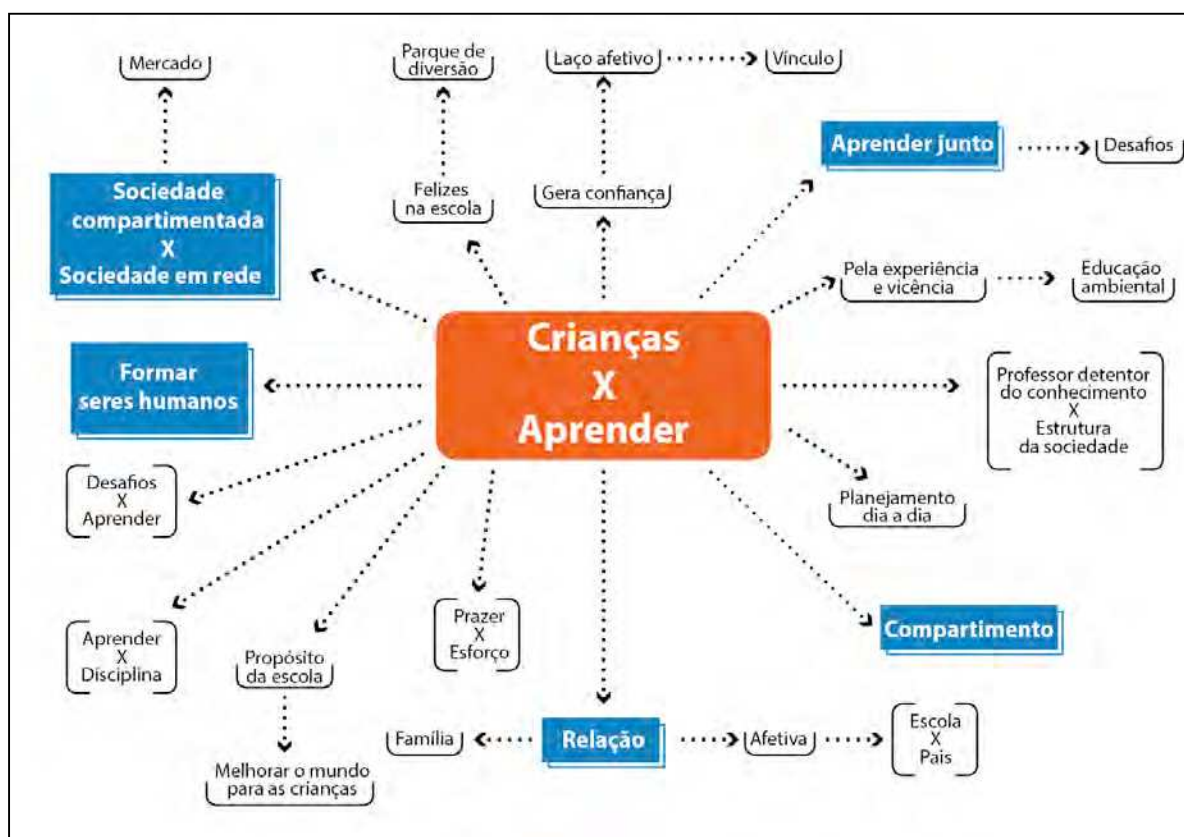 Mercado
Parque de
diversão
Laço afetivo
Vínculo
Aprender junto
Desafios
Sociedade
compartimentada
X
Sociedade em rede
Felizes
na escola
Gera confiança
Pela experiência
e vicência
Educação
ambiental
Crianças
X
Aprender
Formar
seres humanos
Professor detentor
do conhecimento
X
Estrutura
da sociedade
Desafios
X
Aprender
Planejamento
dia a dia
Aprender
X
Disciplina
Propósito
da escola
Prazer
X
Esforço
Compartimento
Família
Relação
Afetiva
Escola
X
Pais
Melhorar o mundo
para as crianças